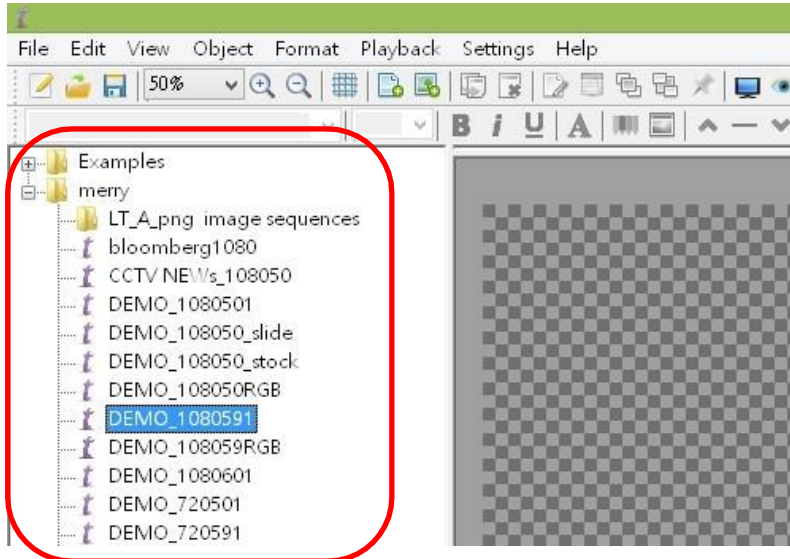 t
File Edit View Object Format Playback Settings Help
50%
B i U A
Examples
merry
LT_A_png image sequences
bloomberg1080
CCTV NEWs_108050
DEMO_1080501
DEMO_108050_slide
DEMO_108050_stock
DEMO_108050RGB
DEMO_1080591
DEMO_108059RGB
DEMO_1080601
DEMO_720501
DEMO_720591